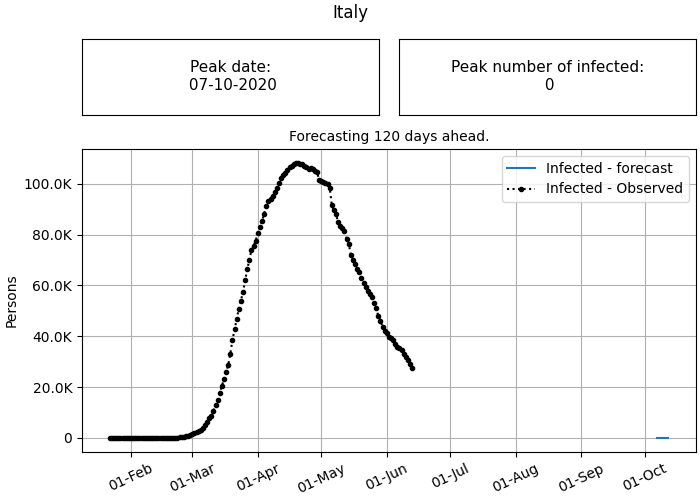 Italy
Peak date:
07-10-2020
Peak number of infected:
0
Forecasting 120 days ahead.
Infected - forecast
Infected - Observed
100.0K
80.0K
60.0K
40.0K
20.0K
0
Persons
01-Feb
01-Mar
01-Apr
01-May
01-Jun
01-Jul
01-Aug
01-Sep
01-Oct